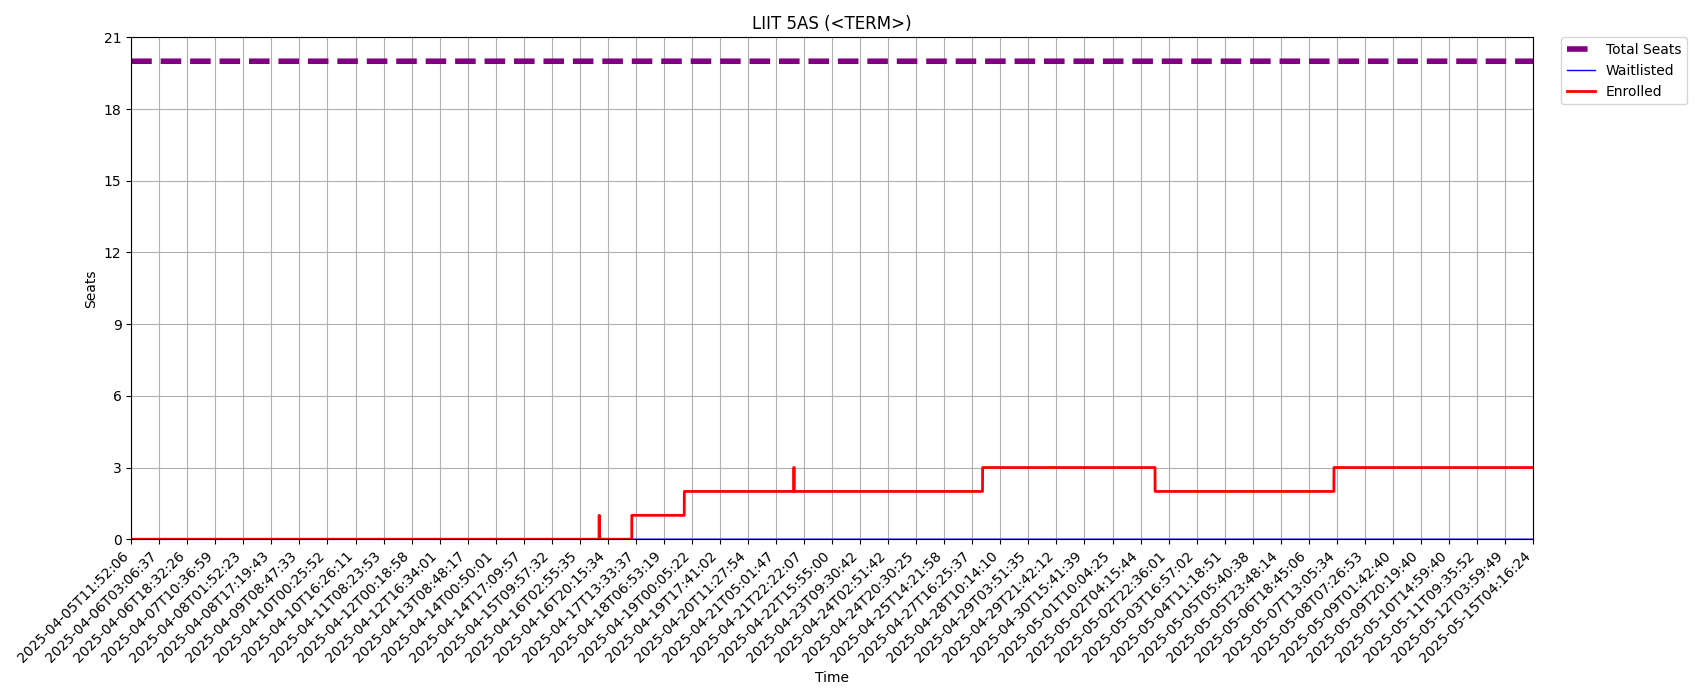 LIIT 5AS (<TERM>)
Total Seats
Waitlisted
Enrolled
Seats
21
18
15
12
9
6
3
0
2025-04-05T11:52:06
2025-04-06T03:06:37
2025-04-06T18:32:26
2025-04-07T10:36:59
2025-04-08T01:52:23
2025-04-08T17:19:43
2025-04-09T08:47:33
2025-04-10T00:25:52
2025-04-10T16:26:11
2025-04-11T08:23:53
2025-04-12T00:18:58
2025-04-12T16:34:01
2025-04-13T08:48:17
2025-04-14T00:50:01
2025-04-14T17:09:57
2025-04-15T09:57:32
2025-04-16T02:55:35
2025-04-16T20:15:34
2025-04-17T13:33:37
2025-04-18T06:53:19
2025-04-19T00:05:22
2025-04-19T17:41:02
2025-04-20T11:27:54
2025-04-21T05:01:47
2025-04-21T22:22:07
2025-04-22T15:55:00
2025-04-23T09:30:42
2025-04-24T02:51:42
2025-04-24T20:30:25
2025-04-25T14:21:58
2025-04-27T16:25:37
2025-04-28T10:14:10
2025-04-29T03:51:35
2025-04-29T21:42:12
2025-04-30T15:41:39
2025-05-01T10:04:25
2025-05-02T04:15:44
2025-05-02T22:36:01
2025-05-03T16:57:02
2025-05-04T11:18:51
2025-05-05T05:40:38
2025-05-05T23:48:14
2025-05-06T18:45:06
2025-05-07T13:05:34
2025-05-08T07:26:53
2025-05-09T01:42:40
2025-05-09T20:19:40
2025-05-10T14:59:40
2025-05-11T09:35:52
2025-05-12T03:59:49
2025-05-15T04:16:24
Time